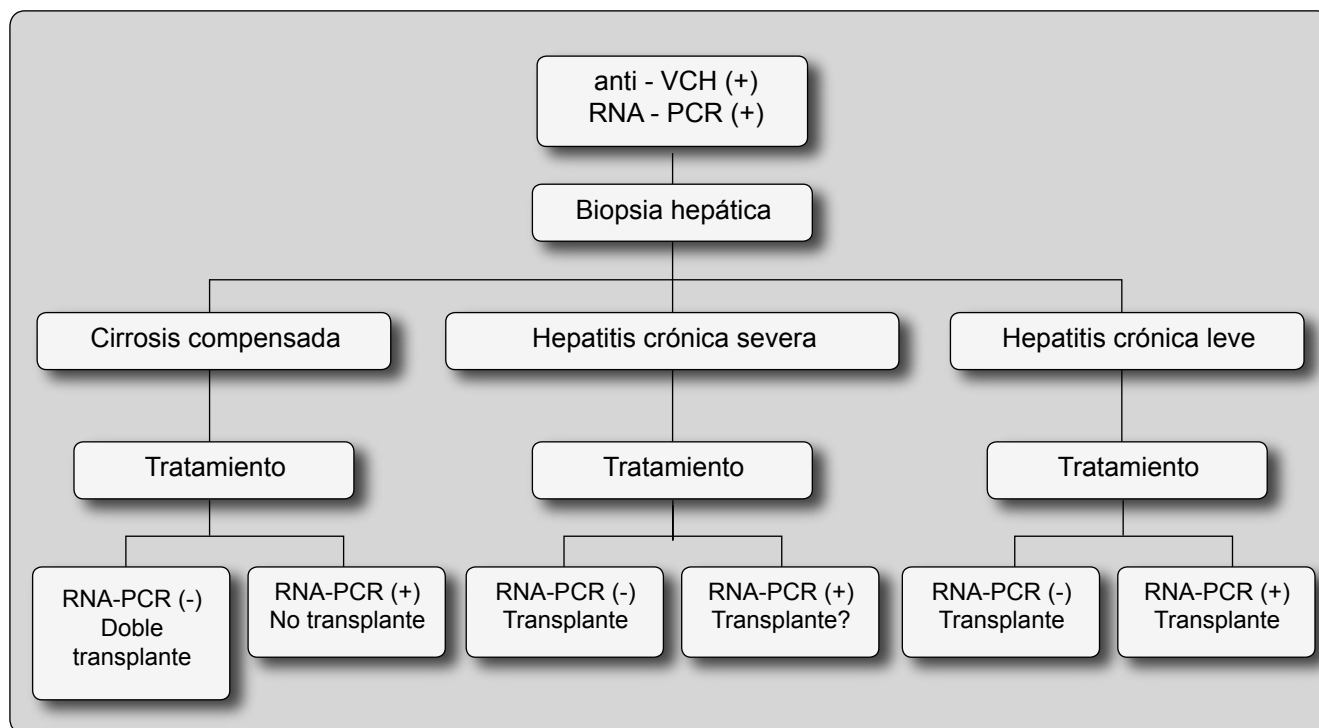 anti - VCH (+)
RNA - PCR (+)
Biopsia hepática
Cirrosis compensada
Hepatitis crónica severa
Hepatitis crónica leve
Tratamiento
Tratamiento
Tratamiento
RNA-PCR (-)
Doble
transplante
RNA-PCR (+)
No transplante
RNA-PCR (-)
Transplante
RNA-PCR (+)
Transplante?
RNA-PCR (-)
Transplante
RNA-PCR (+)
Transplante